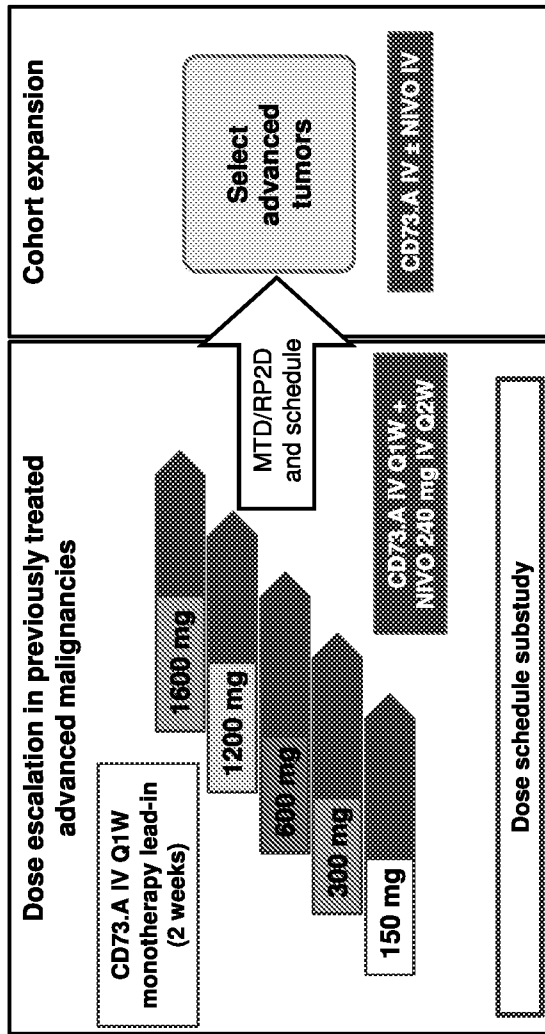 Dose escalation in previously treated
advanced malignancies
CD73.A IV Q1W
monotherapy lead-in
(2 weeks)
1600 mg
1200 mg
600 mg
300 mg
150 mg
MTD/RP2D
and schedule
CD73.A IV Q1W +
NIVO 240 mg IV Q2W
Dose schedule substudy
Cohort expansion
Select
advanced
tumors
CD73.A IV ± NIVO IV